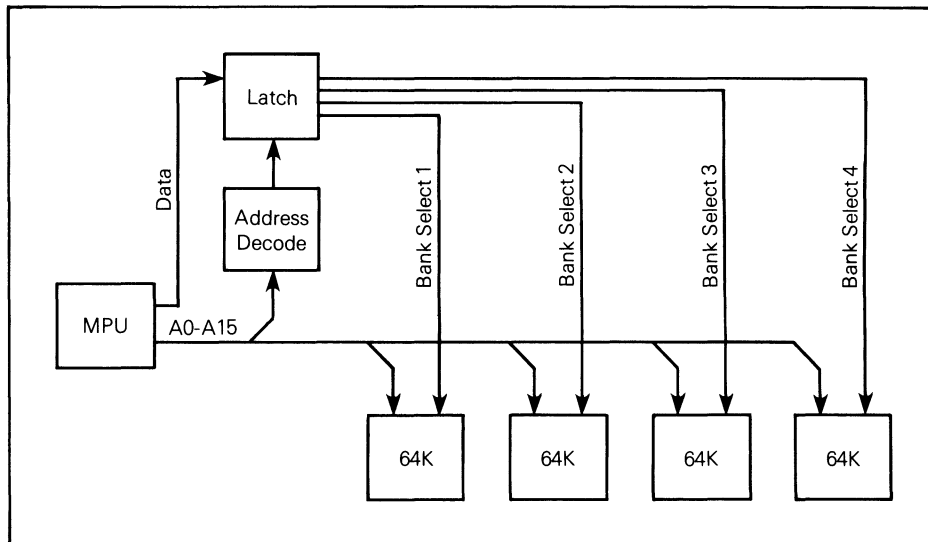 Latch
Data
Address
Decode
Bank Select 1
Bank Select 2
Bank Select 3
Bank Select 4
MPU
A0-A15
64K
64K
64K
64K